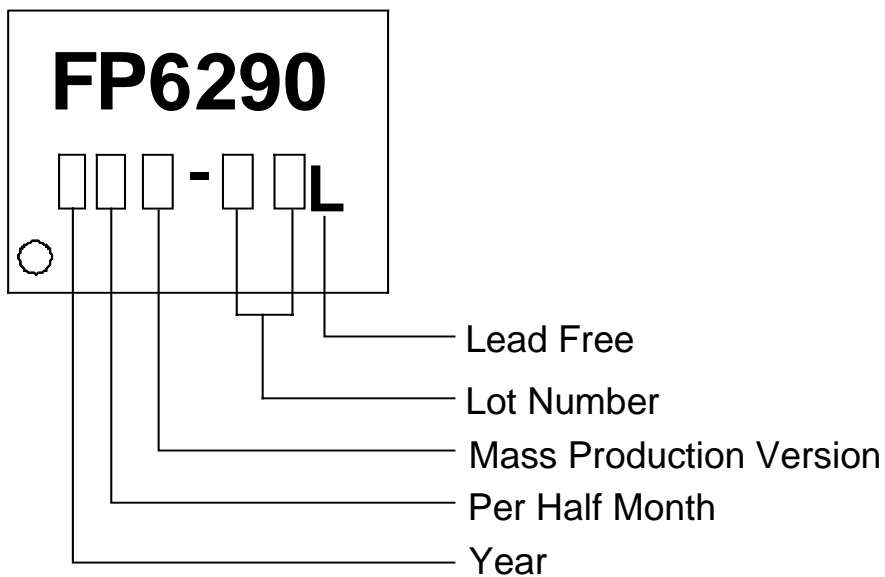 FP6290
- L
Lead Free
Lot Number
Mass Production Version
Per Half Month
Year